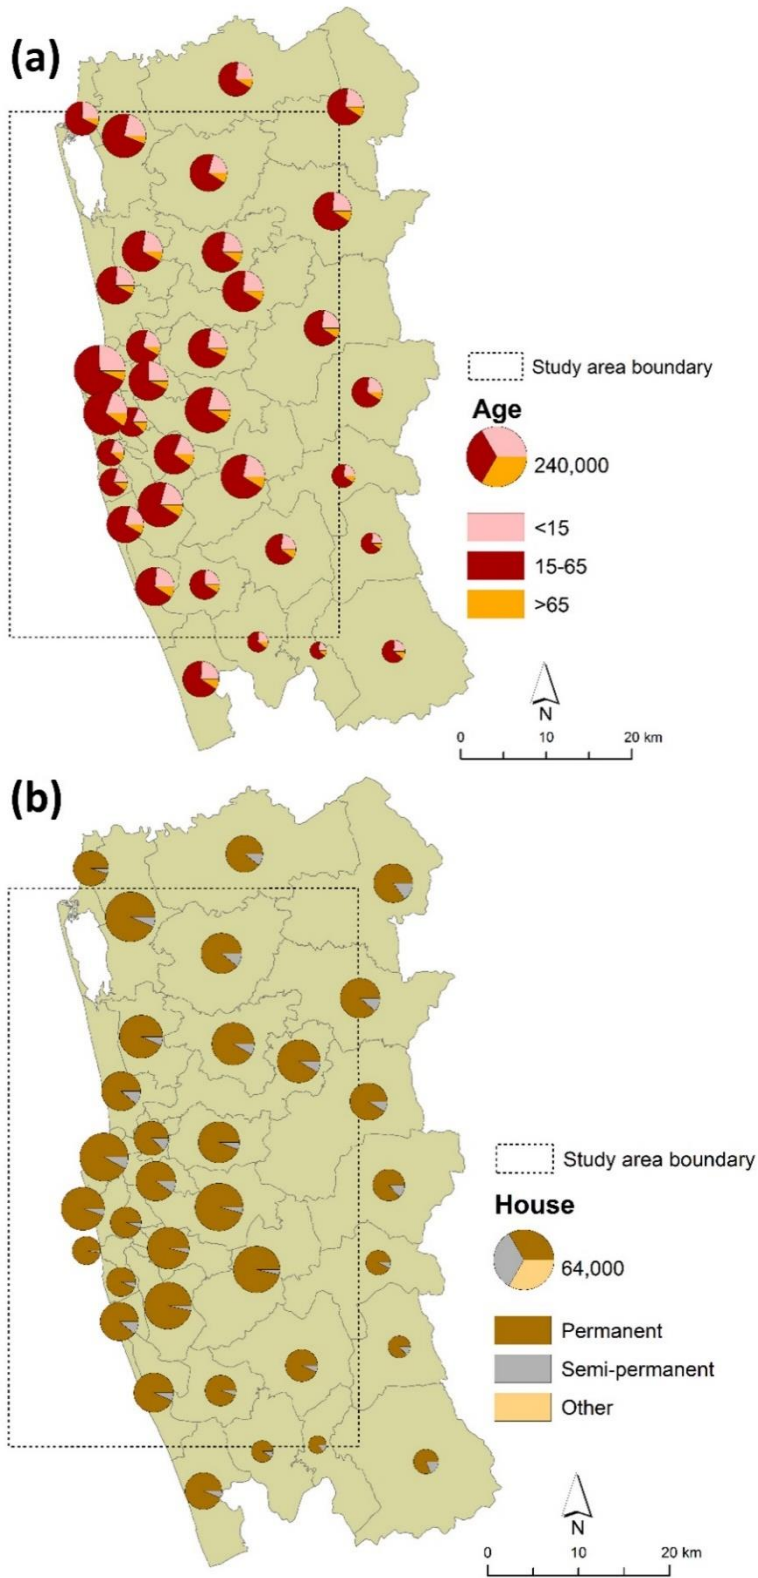 (a)
Study area boundary
Age
240,000
<15
15-65
>65
N
0 10 20 km
(b)
Study area boundary
House
64,000
Permanent
Semi-permanent
Other
N
0 10 20 km